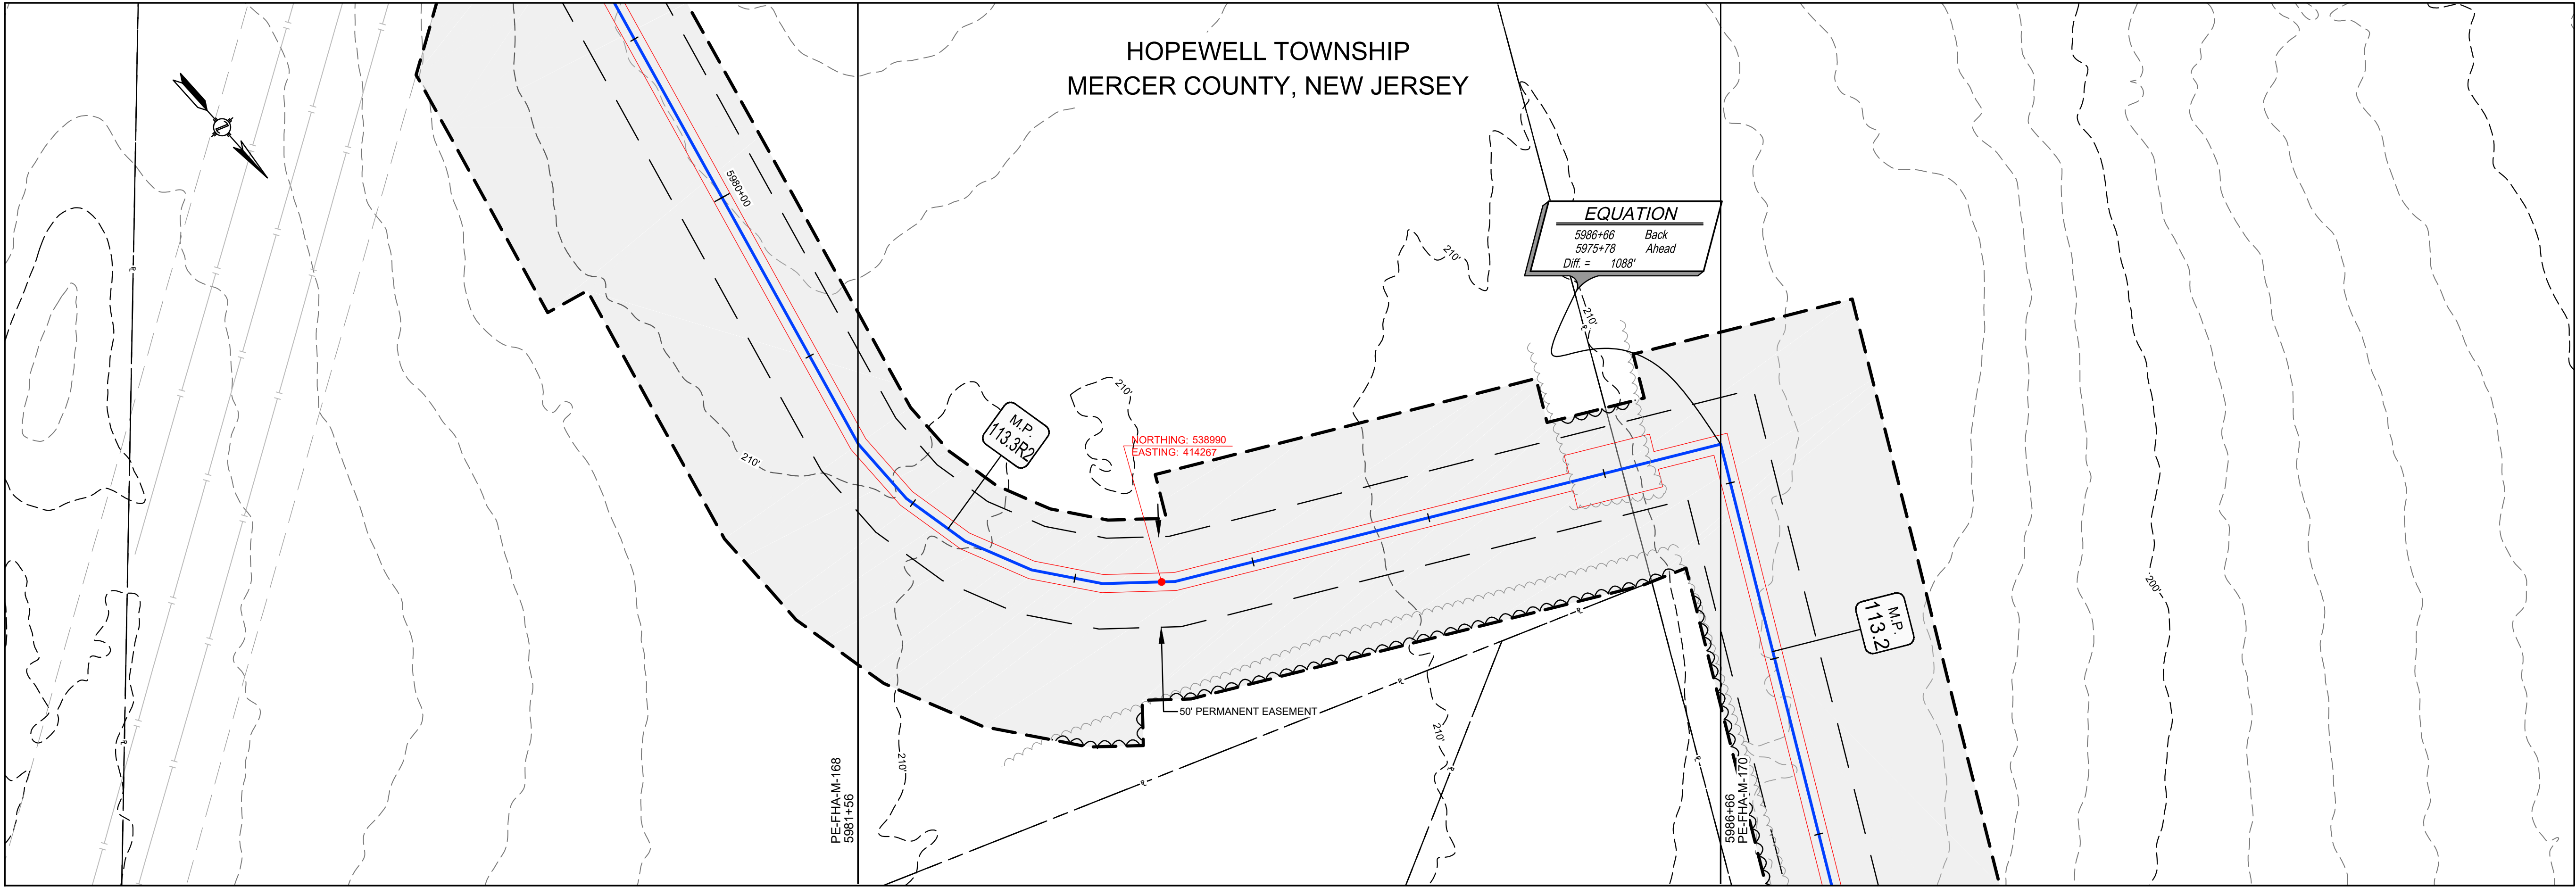 HOPEWELL TOWNSHIP
MERCER COUNTY, NEW JERSEY
Z
5980+00
EQUATION
5986+66 Back
5975+78 Ahead
Diff. = 1088'
210'
210'
210'
210'
M.P.
113.3R2
NORTHING: 538990
EASTING: 414267
M.P.
113.2
200'
50' PERMANENT EASEMENT
210'
210'
PE-FHA-M-168
5981+56
5986+66
PE-FHA-M-170